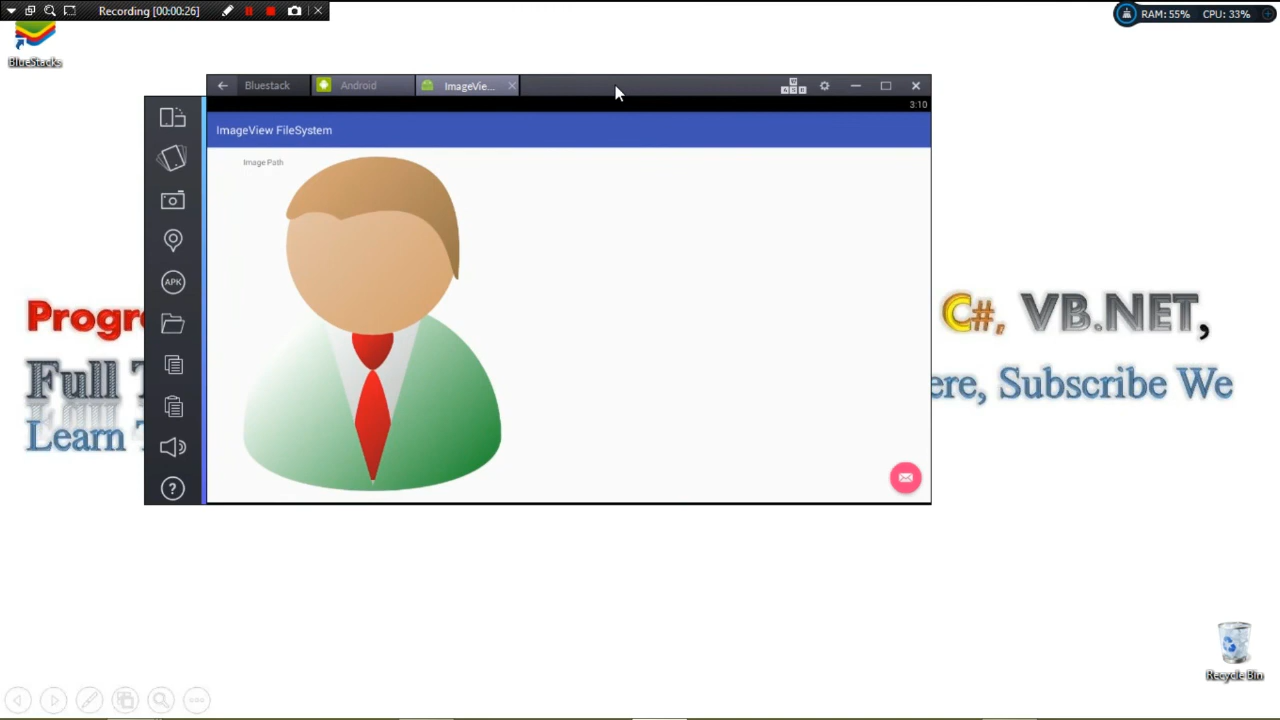 Recording [00:00:26]
RAM: 55% CPU: 33%
BlueStacks
Bluestack Android ImageVie...
3:10
ImageView FileSystem
Image Path
APK
Progr C#, VB.NET,
Full ere, Subscribe We
Learn
?
Recycle Bin